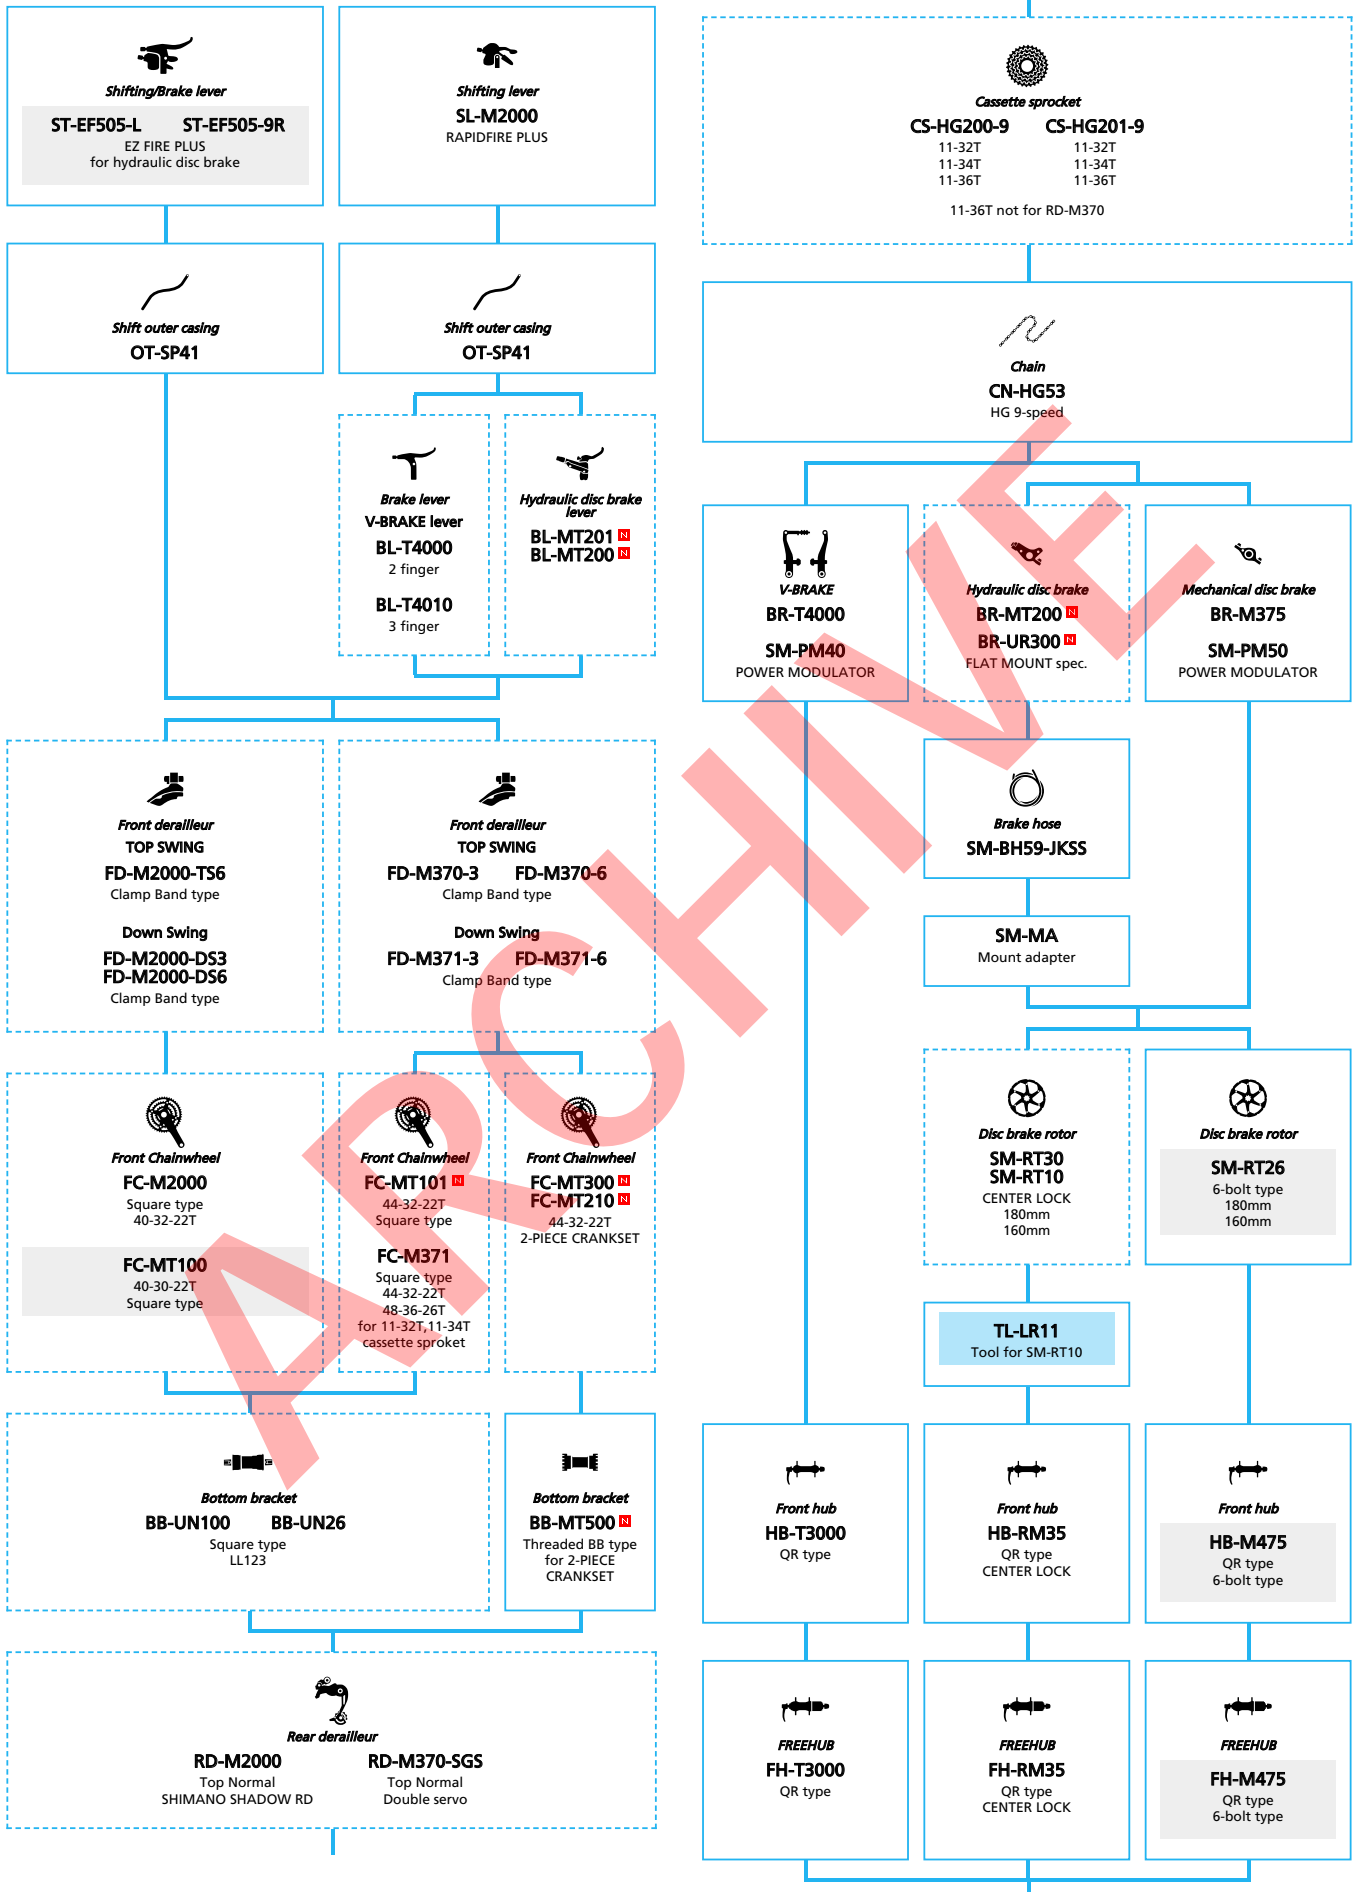 Shifting/Brake lever
ST-EF505-L ST-EF505-9R
EZ FIRE PLUS
for hydraulic disc brake
Shifting lever
SL-M2000
RAPIDFIRE PLUS
Shift outer casing
OT-SP41
Shift outer casing
OT-SP41
Brake lever
V-BRAKE lever
BL-T4000
2 finger
BL-T4010
3 finger
Hydraulic disc brake
lever
BL-MT201 N
BL-MT200 N
Front derailleur
TOP SWING
FD-M2000-TS6
Clamp Band type
Down Swing
FD-M2000-DS3
FD-M2000-DS6
Clamp Band type
Front derailleur
TOP SWING
FD-M370-3 FD-M370-6
Clamp Band type
Down Swing
FD-M371-3 FD-M371-6
Clamp Band type
Front Chainwheel
FC-M2000
Square type
40-32-22T
FC-MT100
40-30-22T
Square type
Front Chainwheel
FC-MT101 N
44-32-22T
Square type
FC-M371
Square type
44-32-22T
48-36-26T
for 11-32T,11-34T
cassette sproket
Front Chainwheel
FC-MT300 N
FC-MT210 N
44-32-22T
2-PIECE CRANKSET
Bottom bracket
BB-UN100 BB-UN26
Square type
LL123
Bottom bracket
BB-MT500 N
Threaded BB type
for 2-PIECE
CRANKSET
Rear derailleur
RD-M2000
Top Normal
SHIMANO SHADOW RD
RD-M370-SGS
Top Normal
Double servo
Cassette sprocket
CS-HG200-9 CS-HG201-9
11-32T 11-32T
11-34T 11-34T
11-36T 11-36T
11-36T not for RD-M370
Chain
CN-HG53
HG 9-speed
V-BRAKE
BR-T4000
SM-PM40
POWER MODULATOR
Hydraulic disc brake
BR-MT200 N
BR-UR300 N
FLAT MOUNT spec.
Mechanical disc brake
BR-M375
SM-PM50
POWER MODULATOR
Brake hose
SM-BH59-JKSS
SM-MA
Mount adapter
Disc brake rotor
SM-RT30
SM-RT10
CENTER LOCK
180mm
160mm
Disc brake rotor
SM-RT26
6-bolt type
180mm
160mm
TL-LR11
Tool for SM-RT10
Front hub
HB-T3000
QR type
Front hub
HB-RM35
QR type
CENTER LOCK
Front hub
HB-M475
QR type
6-bolt type
FREEHUB
FH-T3000
QR type
FREEHUB
FH-RM35
QR type
CENTER LOCK
FREEHUB
FH-M475
QR type
6-bolt type
ARCHIVE